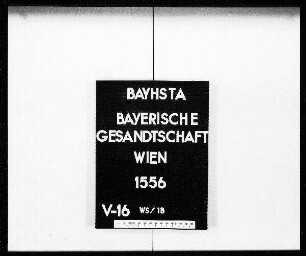 BAYHSTA
BAYERISCHE
GESANDTSCHAFT
WIEN
1556
V-16 WS/18